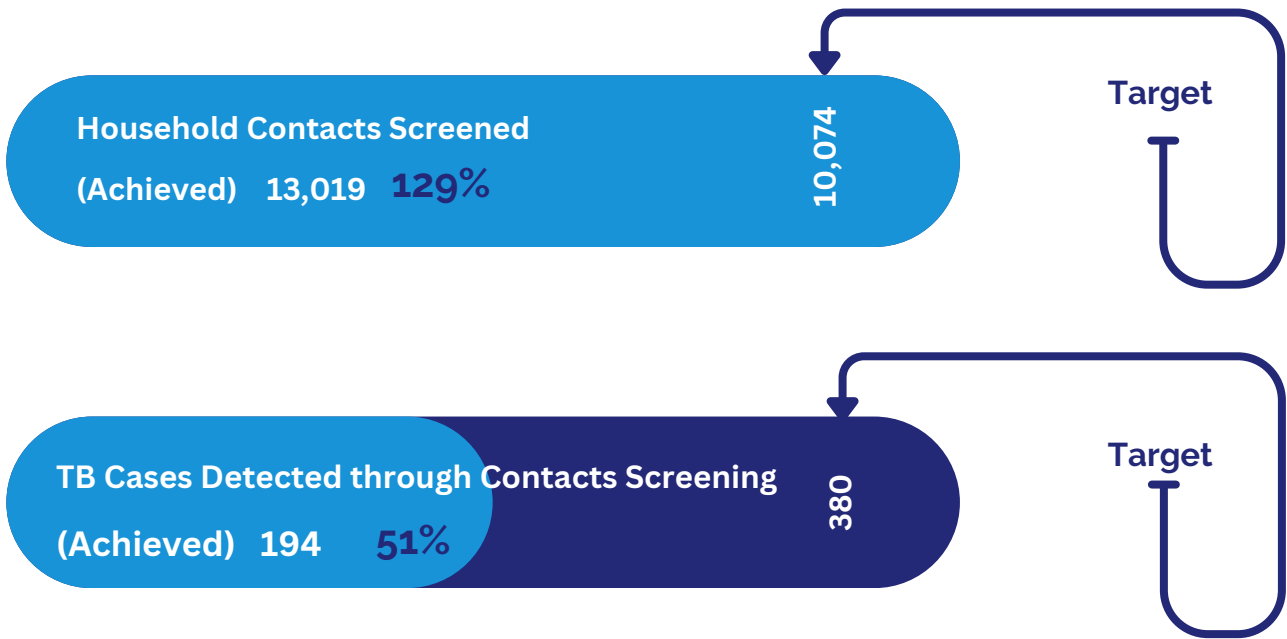 Household Contacts Screened
(Achieved) 13,019 129%
10,074
Target
TB Cases Detected through Contacts Screening
(Achieved) 194 51%
380
Target